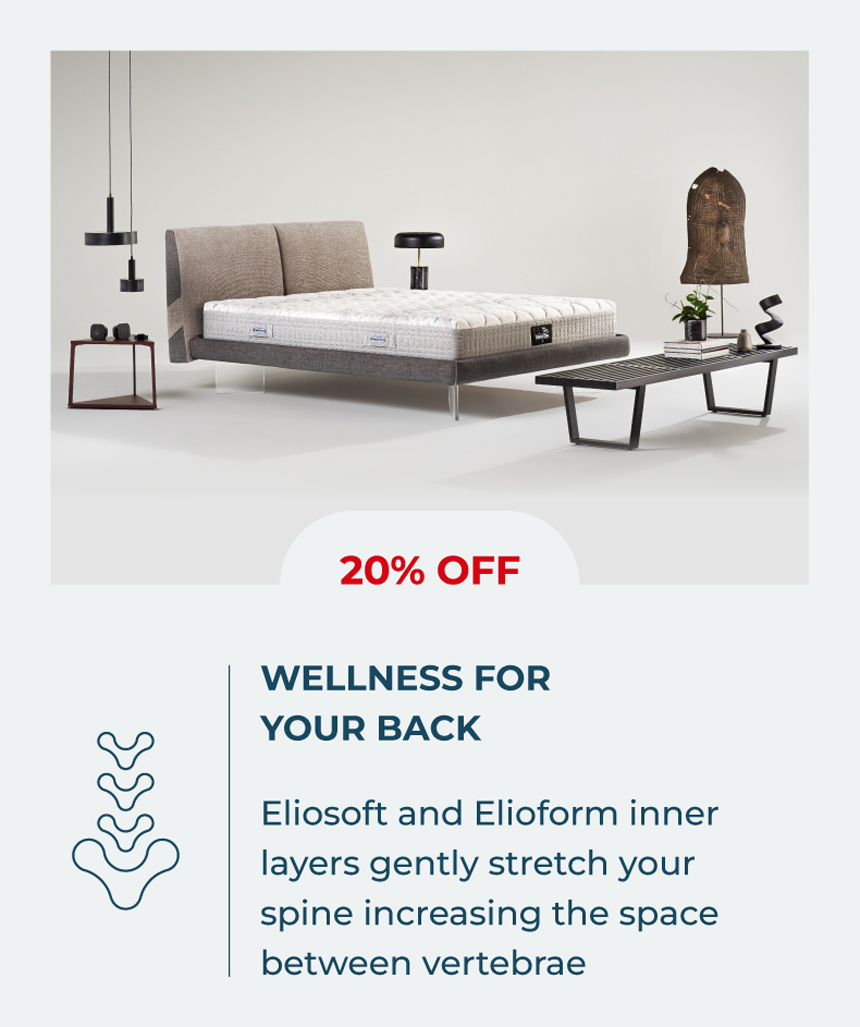 20% OFF
WELLNESS FOR
YOUR BACK
Eliosoft and Elioform inner
layers gently stretch your
spine increasing the space
between vertebrae